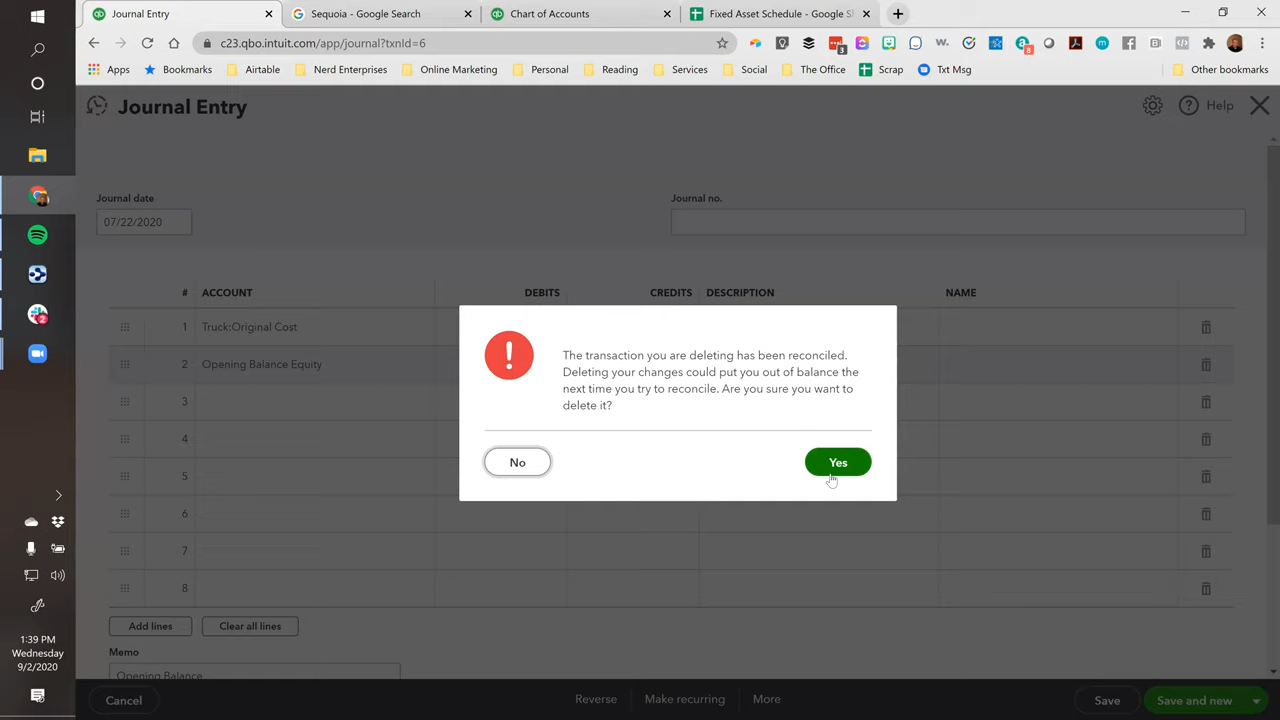 Journal Entry
Sequoia - Google Search
Chart of Accounts
Fixed Asset Schedule - Google Sl
c23.qbo.intuit.com/app/journal?txnId=6
3
8
Apps
Bookmarks
Airtable
Nerd Enterprises
Online Marketing
Personal
Reading
Services
Social
The Office
Scrap
Txt Msg
Other bookmarks
Journal Entry
Help
Journal date
Journal no.
07/22/2020
# ACCOUNT DEBITS CREDITS DESCRIPTION NAME
1 Truck:Original Cost
2 Opening Balance Equity
3
4
5
6
7
8
The transaction you are deleting has been reconciled.
Deleting your changes could put you out of balance the
next time you try to reconcile. Are you sure you want to
delete it?
No
Yes
Add lines
Clear all lines
Memo
Opening Balance
Cancel
Reverse
Make recurring
More
Save
Save and new
2
1:39 PM
Wednesday
9/2/2020